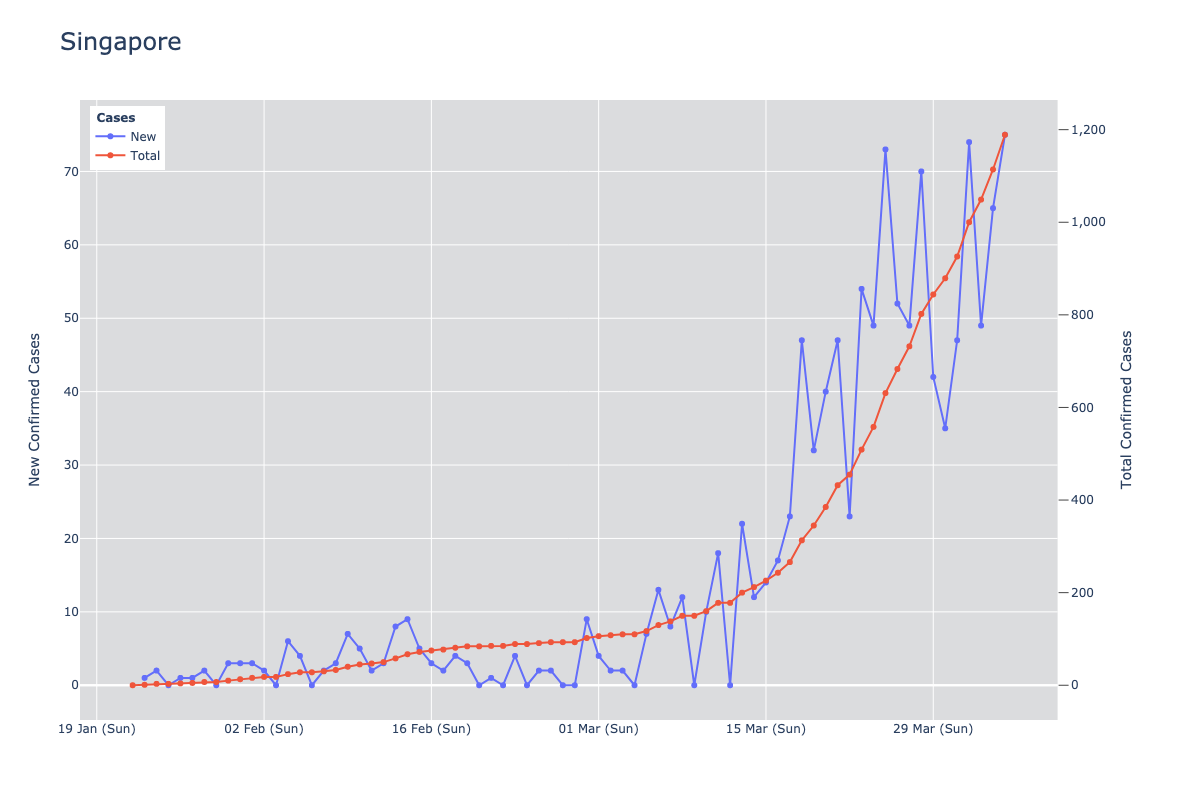 Singapore
Cases
New
Total
70
60
50
40
30
20
10
0
New Confirmed Cases
1,200
1,000
800
600
400
200
0
Total Confirmed Cases
19 Jan (Sun)
02 Feb (Sun)
16 Feb (Sun)
01 Mar (Sun)
15 Mar (Sun)
29 Mar (Sun)